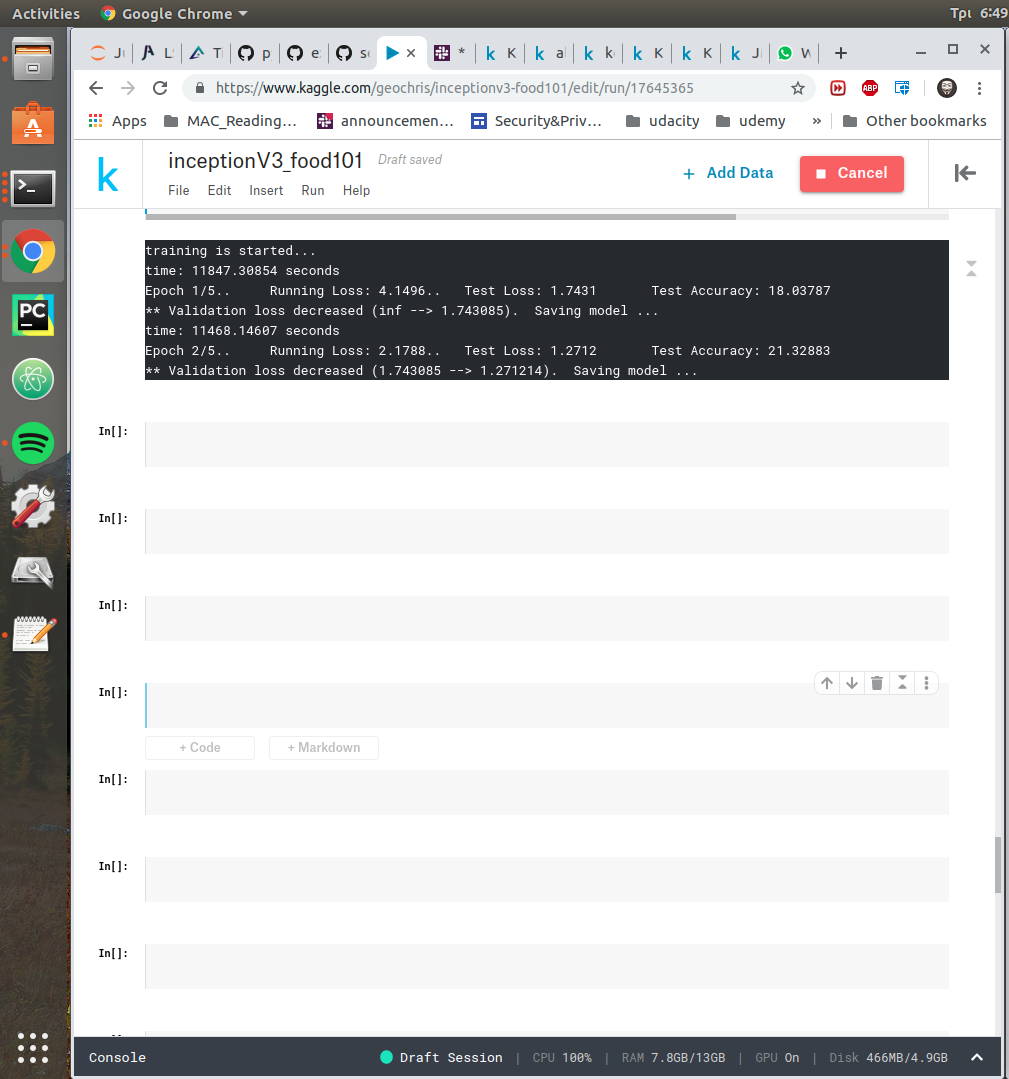 Activities Google Chrome Τρι 6:49
https://www.kaggle.com/geochris/inceptionv3-food101/edit/run/17645365
Apps MAC_Reading... announcemen... Security&Priv... udacity udemy » Other bookmarks
inceptionV3_food101 Draft saved
+ Add Data Cancel
File Edit Insert Run Help
training is started...
time: 11847.30854 seconds
Epoch 1/5.. Running Loss: 4.1496.. Test Loss: 1.7431 Test Accuracy: 18.03787
** Validation loss decreased (inf --> 1.743085). Saving model ...
time: 11468.14607 seconds
Epoch 2/5.. Running Loss: 2.1788.. Test Loss: 1.2712 Test Accuracy: 21.32883
** Validation loss decreased (1.743085 --> 1.271214). Saving model ...
In[]:
In[]:
In[]:
In[]:
+ Code + Markdown
In[]:
In[]:
In[]:
Console Draft Session | CPU 100% | RAM 7.8GB/13GB | GPU On | Disk 466MB/4.9GB